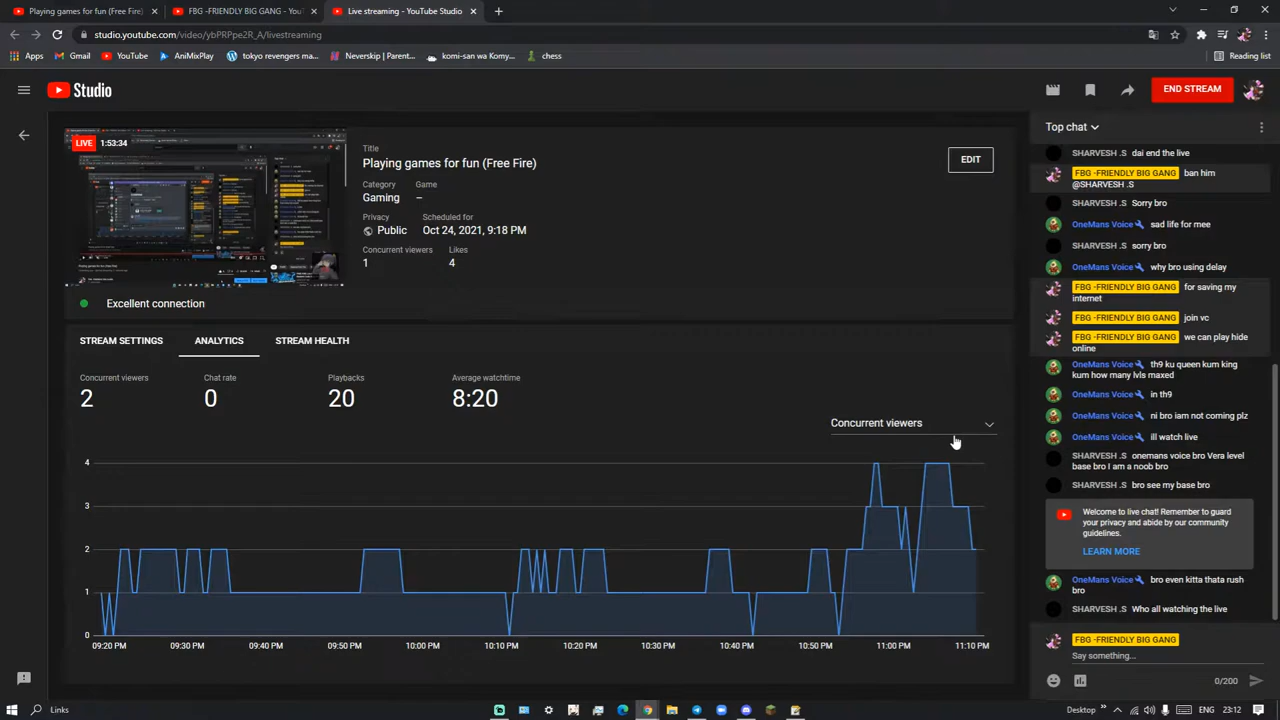 Playing games for fun (Free Fire)
FBG -FRIENDLY BIG GANG - YouT
Live streaming - YouTube Studio
studio.youtube.com/video/ybPRPpe2R_A/livestreaming
Apps
Gmail
YouTube
AniMixPlay
tokyo revengers ma...
Neverskip | Parent...
komi-san wa Komy...
chess
Reading list
Studio
END STREAM
LIVE 1:53:34
Title
Playing games for fun (Free Fire)
EDIT
Category Game
Gaming –
Privacy Scheduled for
Public Oct 24, 2021, 9:18 PM
Concurrent viewers Likes
1 4
Excellent connection
STREAM SETTINGS ANALYTICS STREAM HEALTH
Concurrent viewers Chat rate Playbacks Average watchtime
2 0 20 8:20
Concurrent viewers
4
3
2
1
0
09:20 PM 09:30 PM 09:40 PM 09:50 PM 10:00 PM 10:10 PM 10:20 PM 10:30 PM 10:40 PM 10:50 PM 11:00 PM 11:10 PM
Top chat
SHARVESH .S dai end the live
FBG -FRIENDLY BIG GANG ban him
@SHARVESH .S
SHARVESH .S Sorry bro
OneMans Voice sad life for mee
SHARVESH .S sorry bro
OneMans Voice why bro using delay
FBG -FRIENDLY BIG GANG for saving my
internet
FBG -FRIENDLY BIG GANG join vc
FBG -FRIENDLY BIG GANG we can play hide
online
OneMans Voice th9 ku queen kum king
kum how many lvls maxed
OneMans Voice in th9
OneMans Voice ni bro iam not coming plz
OneMans Voice ill watch live
SHARVESH .S onemans voice bro Vera level
base bro I am a noob bro
SHARVESH .S bro see my base bro
Welcome to live chat! Remember to guard
your privacy and abide by our community
guidelines.
LEARN MORE
OneMans Voice bro even kitta thata rush
bro
SHARVESH .S Who all watching the live
FBG -FRIENDLY BIG GANG
Say something...
0/200
Links
Desktop
ENG
23:12